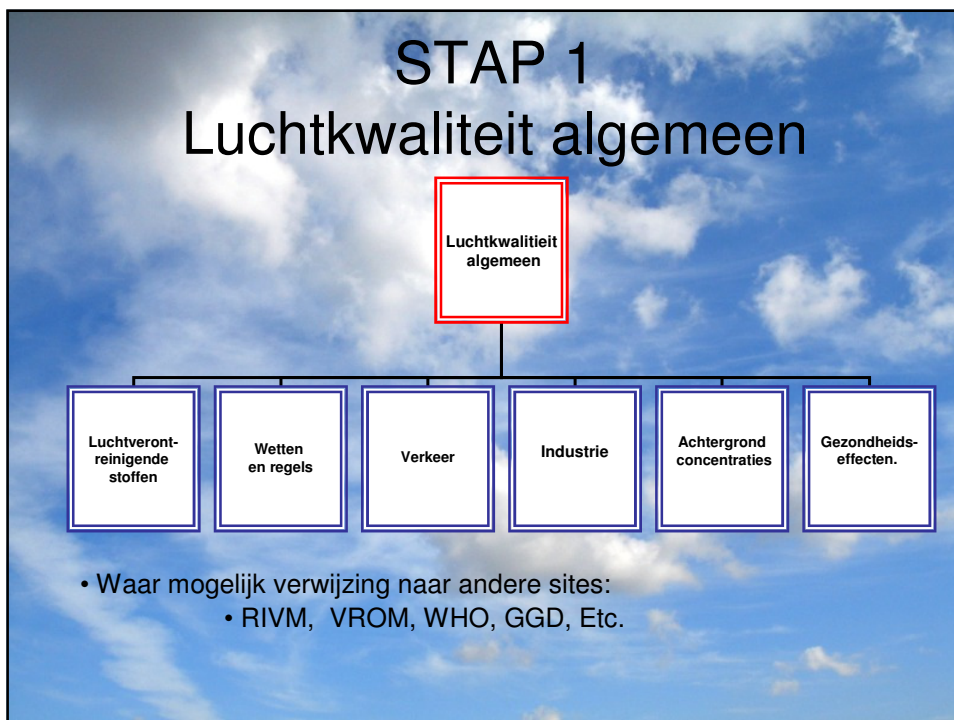 STAP 1
Luchtkwaliteit algemeen
Luchtkwalitieit
algemeen
Luchtveront-
reinigende
stoffen
Wetten
en regels
Verkeer
Industrie
Achtergrond
concentraties
Gezondheids-
effecten.
• Waar mogelijk verwijzing naar andere sites:
• RIVM, VROM, WHO, GGD, Etc.